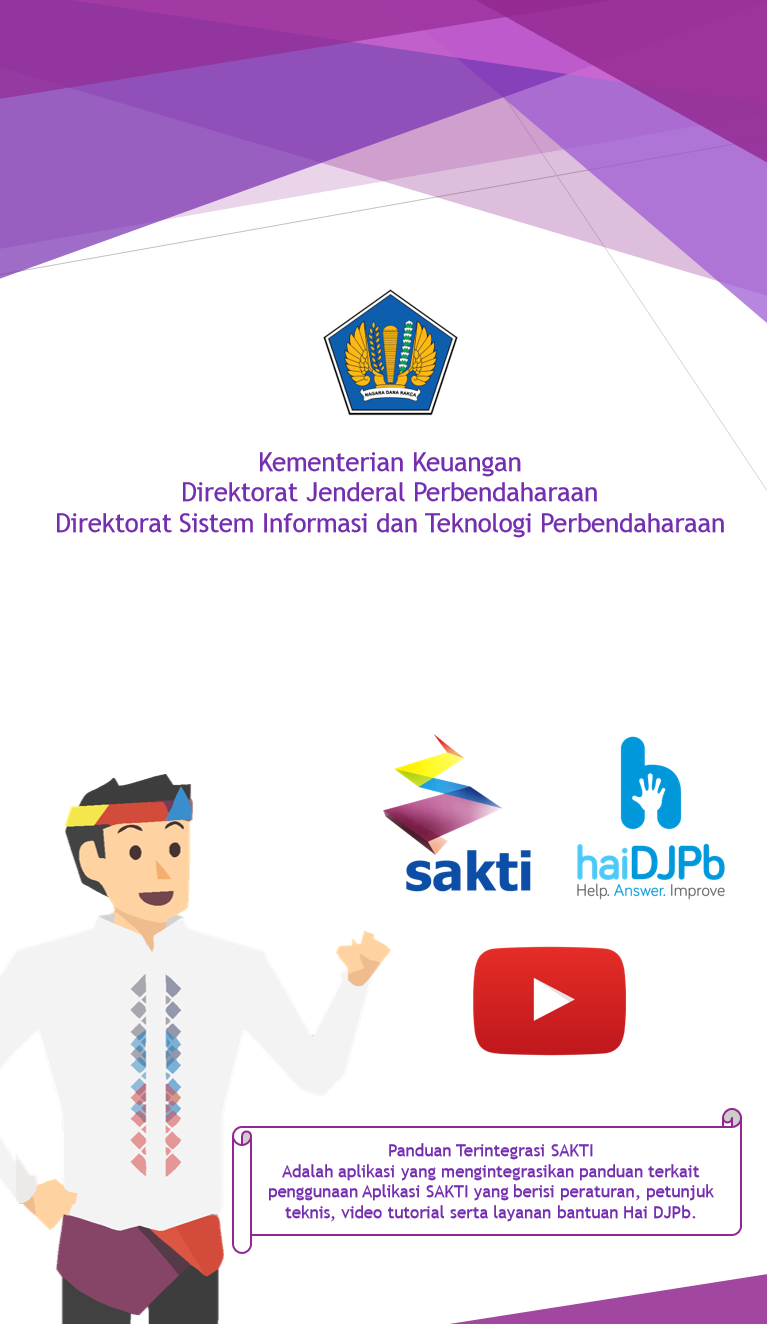 NAGARA DANA RAKCA
Kementerian Keuangan
Direktorat Jenderal Perbendaharaan
Direktorat Sistem Informasi dan Teknologi Perbendaharaan
sakti
haiDJPb
Help. Answer. Improve
Panduan Terintegrasi SAKTI
Adalah aplikasi yang mengintegrasikan panduan terkait
penggunaan Aplikasi SAKTI yang berisi peraturan, petunjuk
teknis, video tutorial serta layanan bantuan Hai DJPb.